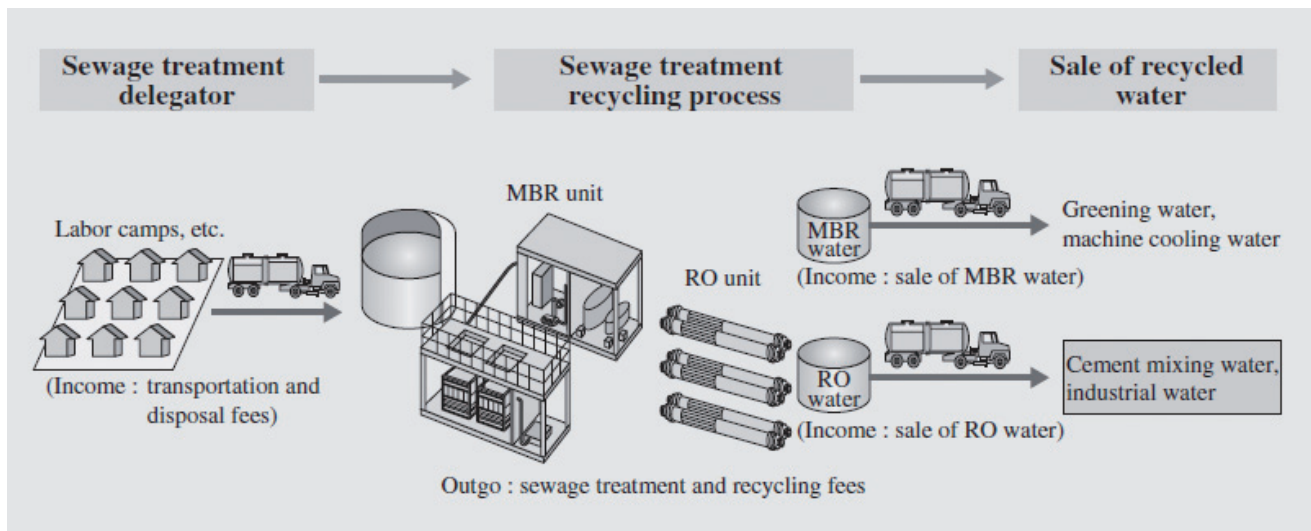 Sewage treatment
delegator
Sewage treatment
recycling process
Sale of recycled
water
Labor camps, etc.
(Income : transportation and
disposal fees)
MBR unit
RO unit
Outgo : sewage treatment and recycling fees
MBR
water
(Income : sale of MBR water)
Greening water,
machine cooling water
RO
water
(Income : sale of RO water)
Cement mixing water,
industrial water